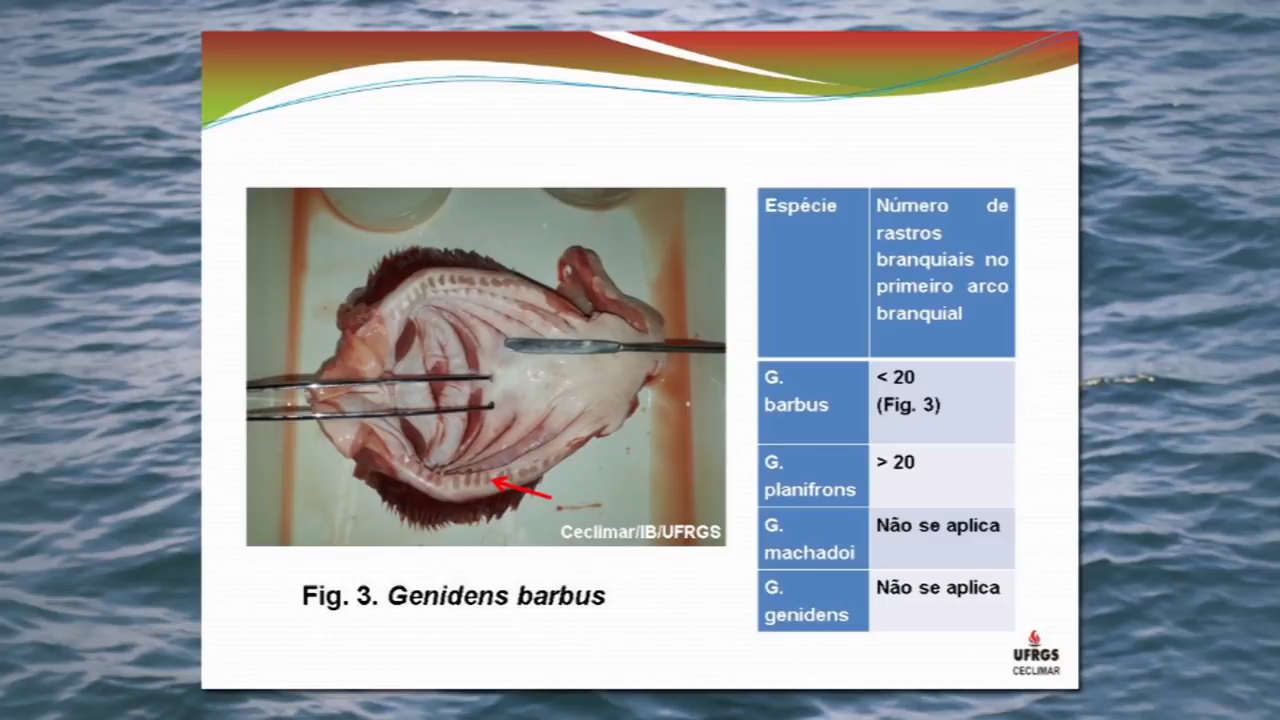 Ceclimar/IB/UFRGS
Fig. 3. Genidens barbus
Espécie
Número de
rastros
branquiais no
primeiro arco
branquial
G.
barbus
< 20
(Fig. 3)
G.
planifrons
> 20
G.
machadoi
Não se aplica
G.
genidens
Não se aplica
UFRGS
CECLIMAR